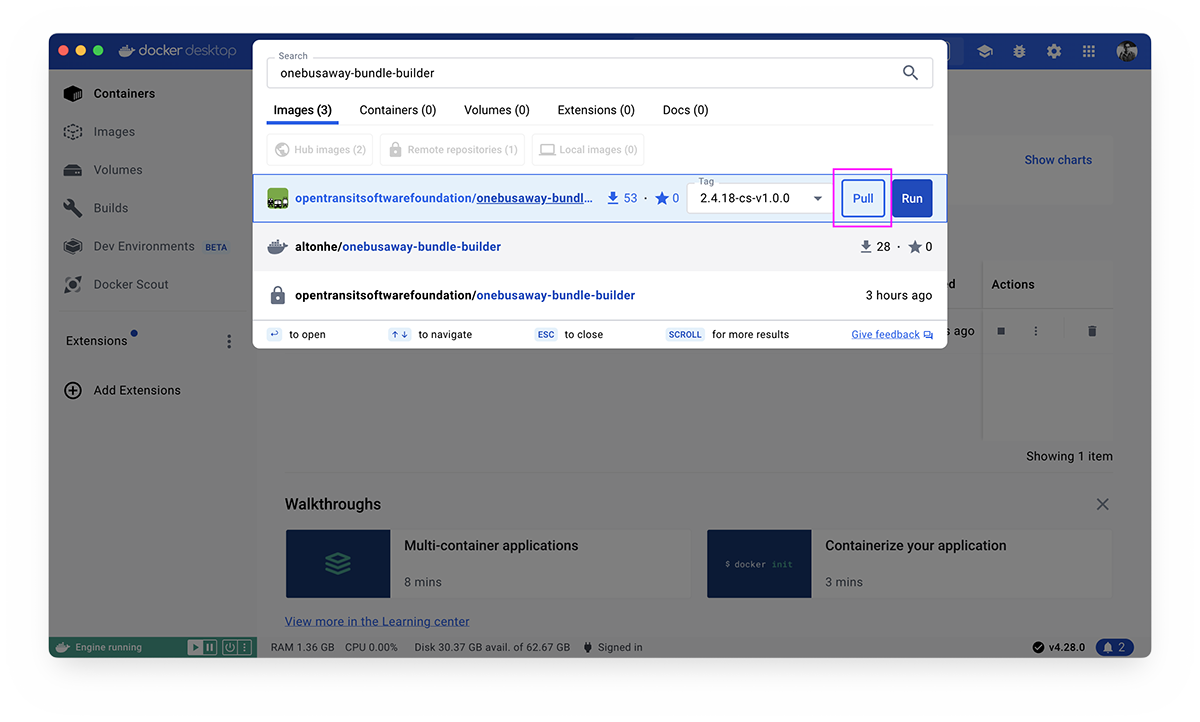 docker desktop
Search
onebusaway-bundle-builder
Images (3) Containers (0) Volumes (0) Extensions (0) Docs (0)
Hub images (2) Remote repositories (1) Local images (0)
opentransitsoftwarefoundation/onebusaway-bundl... 53 · 0 Tag 2.4.18-cs-v1.0.0 Pull Run
altonhe/onebusaway-bundle-builder 28 · 0
opentransitsoftwarefoundation/onebusaway-bundle-builder 3 hours ago
to open to navigate ESC to close SCROLL for more results Give feedback
Containers
Images
Volumes
Builds
Dev Environments BETA
Docker Scout
Extensions
Add Extensions
Show charts
Actions
ago
Showing 1 item
Walkthroughs
Multi-container applications
8 mins
$ docker init
Containerize your application
3 mins
View more in the Learning center
Engine running RAM 1.36 GB CPU 0.00% Disk 30.37 GB avail. of 62.67 GB Signed in v4.28.0 2